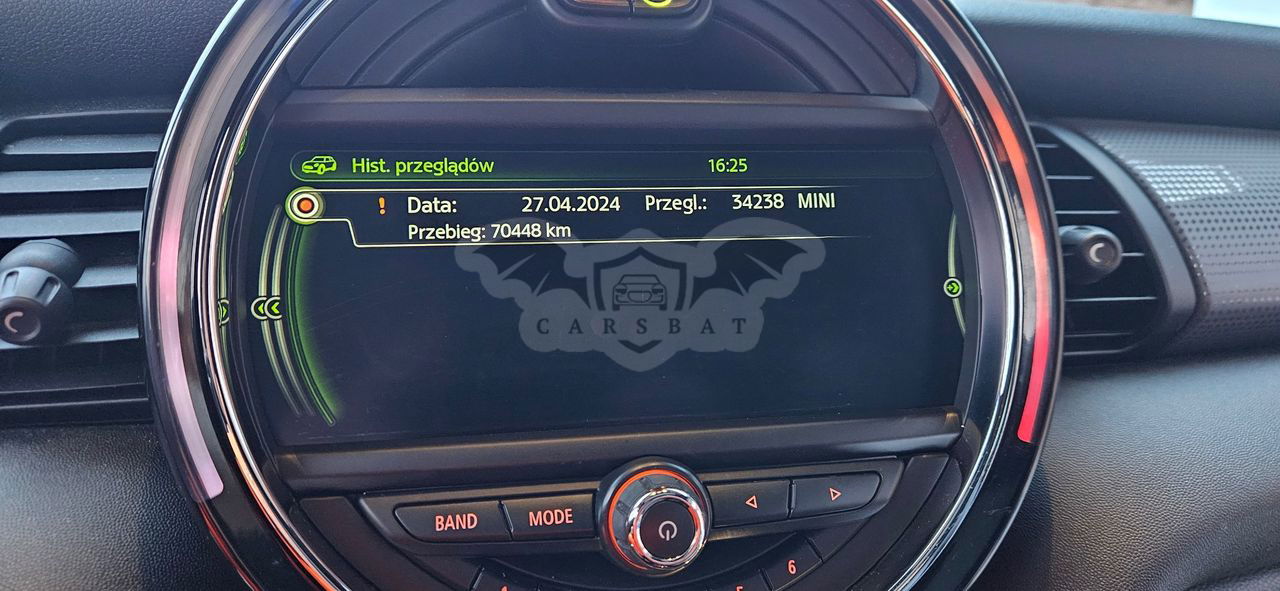 Hist. przeglądów 16:25
! Data: 27.04.2024 Przegl.: 34238 MINI
Przebieg: 70448 km
CARSBAT
BAND MODE
6